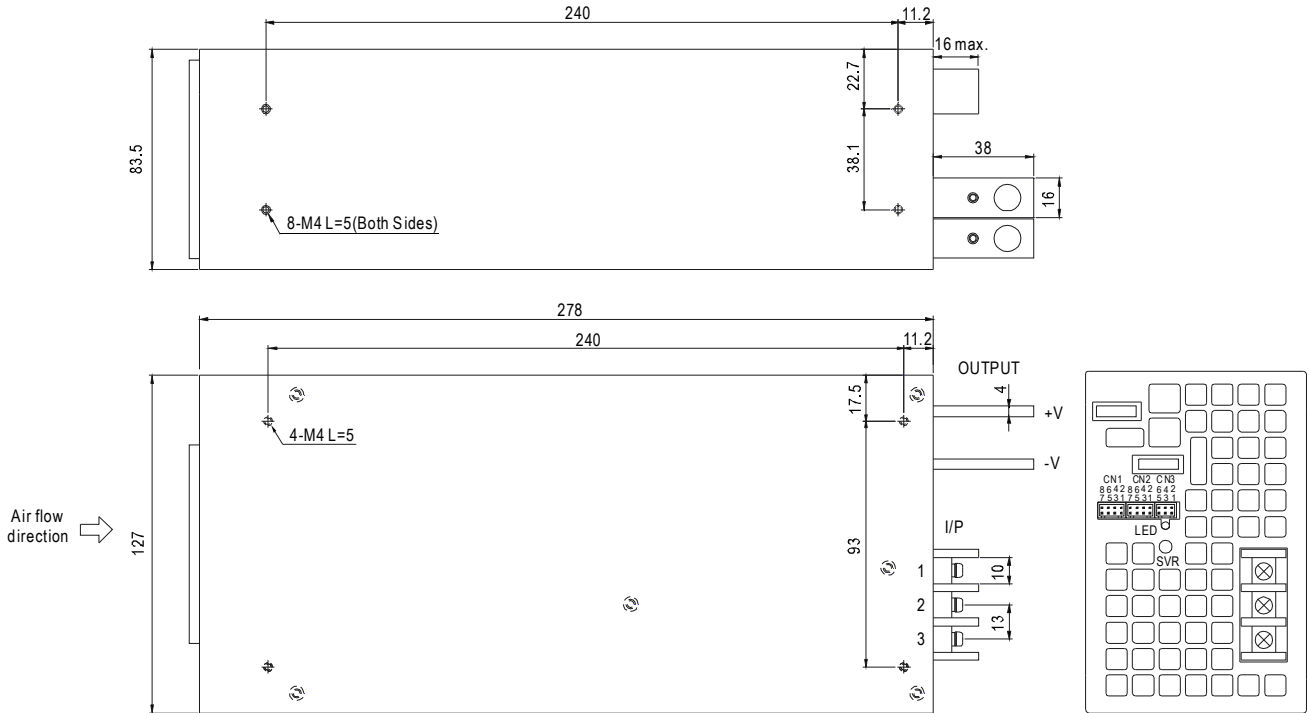 240
11.2
16 max.
22.7
83.5
38.1
38
16
8-M4 L=5(Both Sides)
278
240
11.2
OUTPUT
17.5
4
+V
4-M4 L=5
-V
CN1 CN2 CN3
8 6 4 2 8 6 4 2 6 4 2
7 5 3 1 7 5 3 1 5 3 1
Air flow
direction
I/P
LED
127
93
SVR
1
10
2
13
3